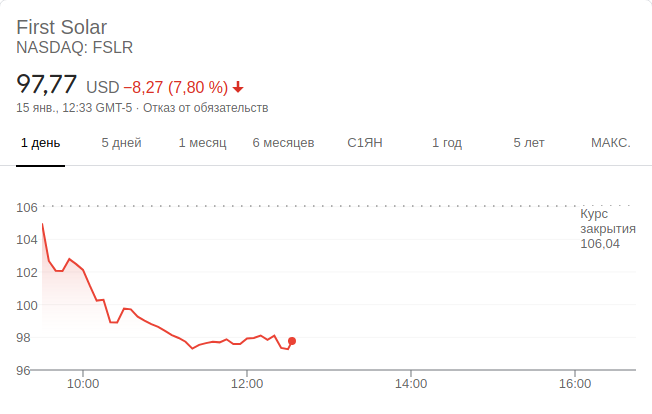 First Solar
NASDAQ: FSLR
97,77 USD −8,27 (7,80 %)
15 янв., 12:33 GMT-5 · Отказ от обязательств
1 день 5 дней 1 месяц 6 месяцев С1ЯН 1 год 5 лет МАКС.
106
Курс
закрытия
106,04
104
102
100
98
96
10:00 12:00 14:00 16:00